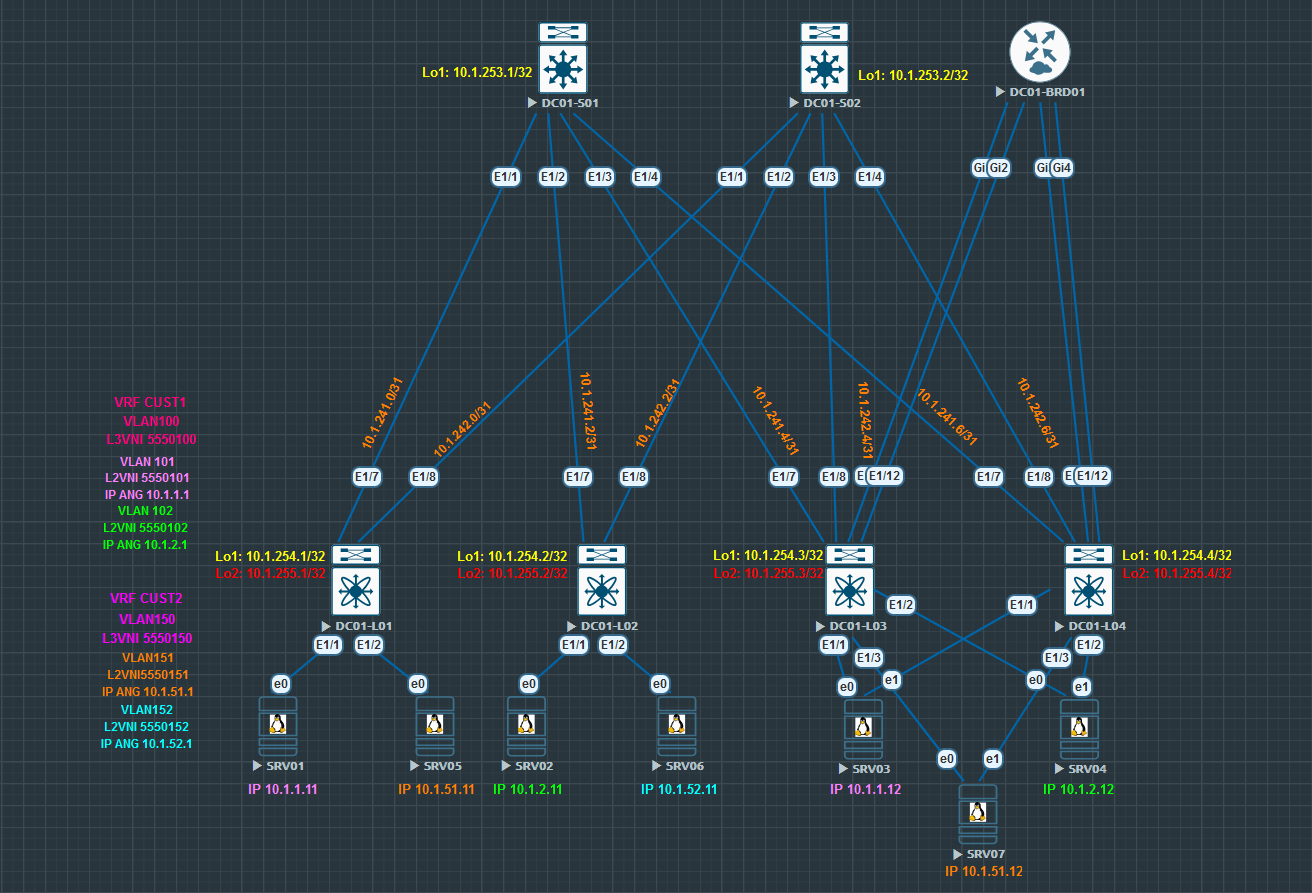 Lo1: 10.1.253.1/32
DC01-S01
Lo1: 10.1.253.2/32
DC01-S02
DC01-BRD01
E1/1
E1/2
E1/3
E1/4
E1/1
E1/2
E1/3
E1/4
Gi
Gi2
Gi
Gi4
10.1.241.0/31
10.1.242.0/31
10.1.241.2/31
10.1.242.2/31
10.1.241.4/31
10.1.242.4/31
10.1.241.6/31
10.1.242.6/31
E1/7
E1/8
E1/7
E1/8
E1/7
E1/8
E1/12
E1/7
E1/8
E1/12
VRF CUST1
VLAN100
L3VNI 5550100
VLAN 101
L2VNI 5550101
IP ANG 10.1.1.1
VLAN 102
L2VNI 5550102
IP ANG 10.1.2.1
VRF CUST2
VLAN150
L3VNI 5550150
VLAN151
L2VNI5550151
IP ANG 10.1.51.1
VLAN152
L2VNI 5550152
IP ANG 10.1.52.1
Lo1: 10.1.254.1/32
Lo2: 10.1.255.1/32
DC01-L01
Lo1: 10.1.254.2/32
Lo2: 10.1.255.2/32
DC01-L02
Lo1: 10.1.254.3/32
Lo2: 10.1.255.3/32
DC01-L03
Lo1: 10.1.254.4/32
Lo2: 10.1.255.4/32
DC01-L04
E1/1
E1/2
E1/1
E1/2
E1/1
E1/3
E1/2
E1/1
E1/3
E1/2
e0
e0
e0
e0
e0
e1
e0
e1
e0
e1
SRV01
IP 10.1.1.11
SRV05
IP 10.1.51.11
SRV02
IP 10.1.2.11
SRV06
IP 10.1.52.11
SRV03
IP 10.1.1.12
SRV04
IP 10.1.2.12
SRV07
IP 10.1.51.12